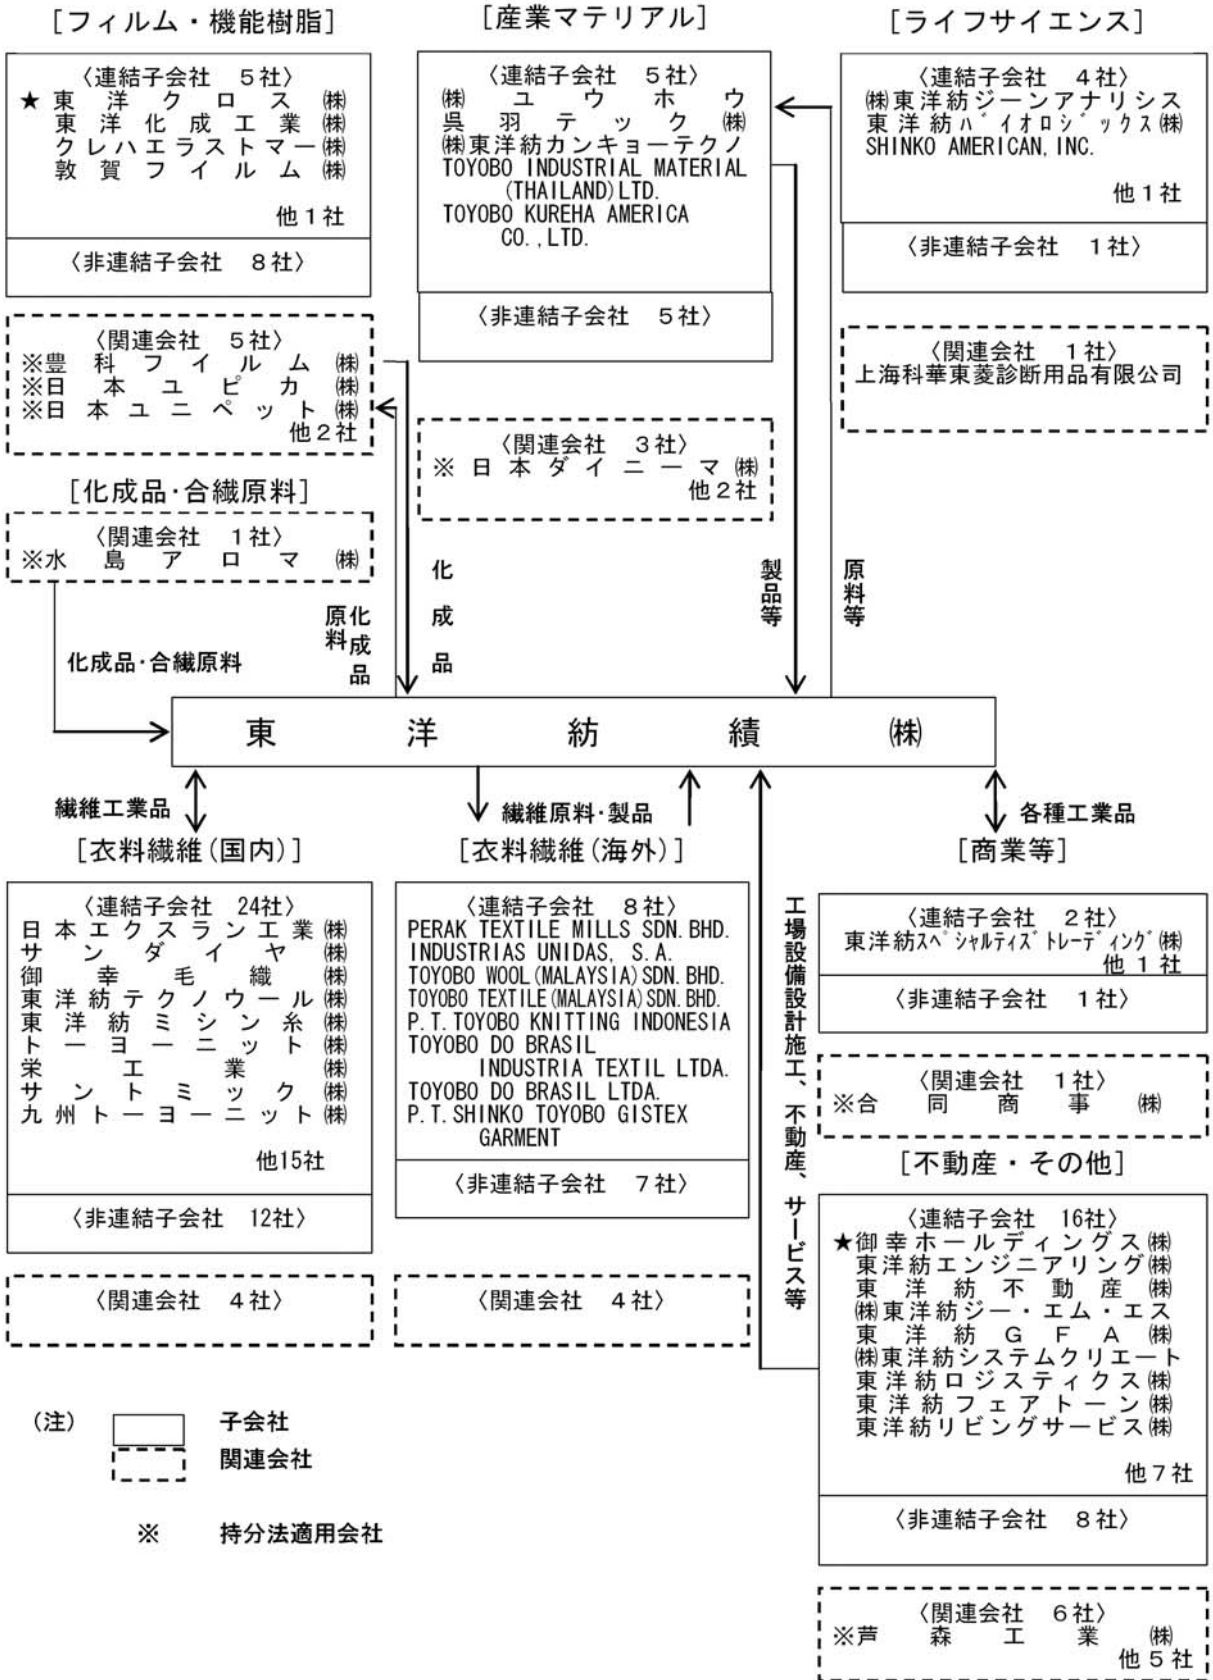 [フィルム・機能樹脂]
〈連結子会社 5社〉
★東洋クロス㈱
東洋化成工業㈱
クレハエラストマー㈱
敦賀フイルム㈱
他1社
〈非連結子会社 8社〉
〈関連会社 5社〉
※豊科フイルム㈱
※日本ユピカ㈱
※日本ユニペット㈱
他2社
[化成品･合繊原料]
〈関連会社 1社〉
※水島アロマ㈱
[産業マテリアル]
〈連結子会社 5社〉
㈱ユウホウ
呉羽テック㈱
㈱東洋紡カンキョーテクノ
TOYOBO INDUSTRIAL MATERIAL
(THAILAND)LTD.
TOYOBO KUREHA AMERICA
CO.,LTD.
〈非連結子会社 5社〉
〈関連会社 3社〉
※日本ダイニーマ㈱
他2社
[ライフサイエンス]
〈連結子会社 4社〉
㈱東洋紡ジーンアナリシス
東洋紡バイオロジックス㈱
SHINKO AMERICAN, INC.
他1社
〈非連結子会社 1社〉
〈関連会社 1社〉
上海科華東菱診断用品有限公司
化成品･合繊原料
化成品
原料
化成品
製品等
原料等
東洋紡績㈱
繊維工業品
繊維原料･製品
各種工業品
[衣料繊維(国内)]
〈連結子会社 24社〉
日本エクスラン工業㈱
サンダイヤ㈱
御幸毛織㈱
東洋紡テクノウール㈱
東洋紡ミシン糸㈱
トーヨーニット㈱
栄工業㈱
サントミック㈱
九州トーヨーニット㈱
他15社
〈非連結子会社 12社〉
〈関連会社 4社〉
[衣料繊維(海外)]
〈連結子会社 8社〉
PERAK TEXTILE MILLS SDN.BHD.
INDUSTRIAS UNIDAS, S.A.
TOYOBO WOOL(MALAYSIA)SDN.BHD.
TOYOBO TEXTILE(MALAYSIA)SDN.BHD.
P.T.TOYOBO KNITTING INDONESIA
TOYOBO DO BRASIL
INDUSTRIA TEXTIL LTDA.
TOYOBO DO BRASIL LTDA.
P.T.SHINKO TOYOBO GISTEX
GARMENT
〈非連結子会社 7社〉
〈関連会社 4社〉
工場設備設計施工、不動産、サービス等
[商業等]
〈連結子会社 2社〉
東洋紡スペシャルティズトレーディング㈱
他1社
〈非連結子会社 1社〉
〈関連会社 1社〉
※合同商事㈱
[不動産・その他]
〈連結子会社 16社〉
★御幸ホールディングス㈱
東洋紡エンジニアリング㈱
東洋紡不動産㈱
㈱東洋紡ジー・エム・エス
東洋紡GFA㈱
㈱東洋紡システムクリエート
東洋紡ロジスティクス㈱
東洋紡フェアトーン㈱
東洋紡リビングサービス㈱
他7社
〈非連結子会社 8社〉
〈関連会社 6社〉
※芦森工業㈱
他5社
(注) 子会社
関連会社
※ 持分法適用会社